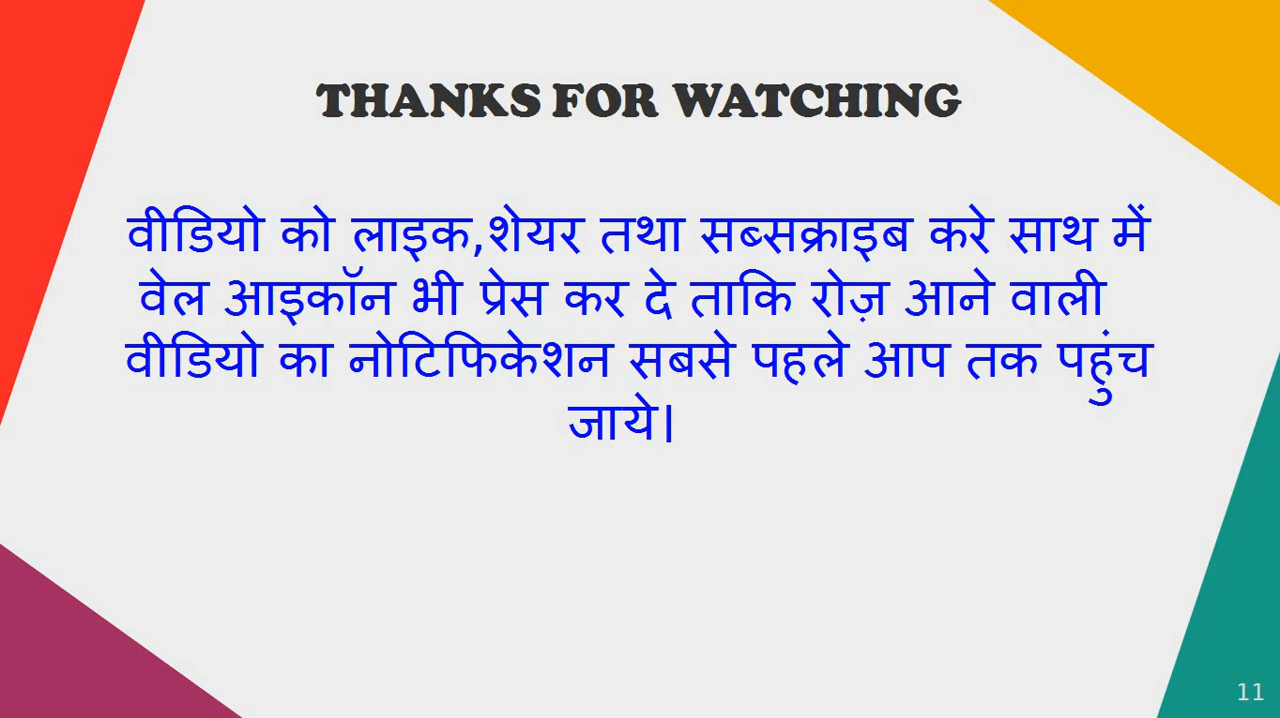 THANKS FOR WATCHING
वीडियो को लाइक,शेयर तथा सब्सक्राइब करे साथ में
वेल आइकॉन भी प्रेस कर दे ताकि रोज़ आने वाली
वीडियो का नोटिफिकेशन सबसे पहले आप तक पहुंच
जाये।
11